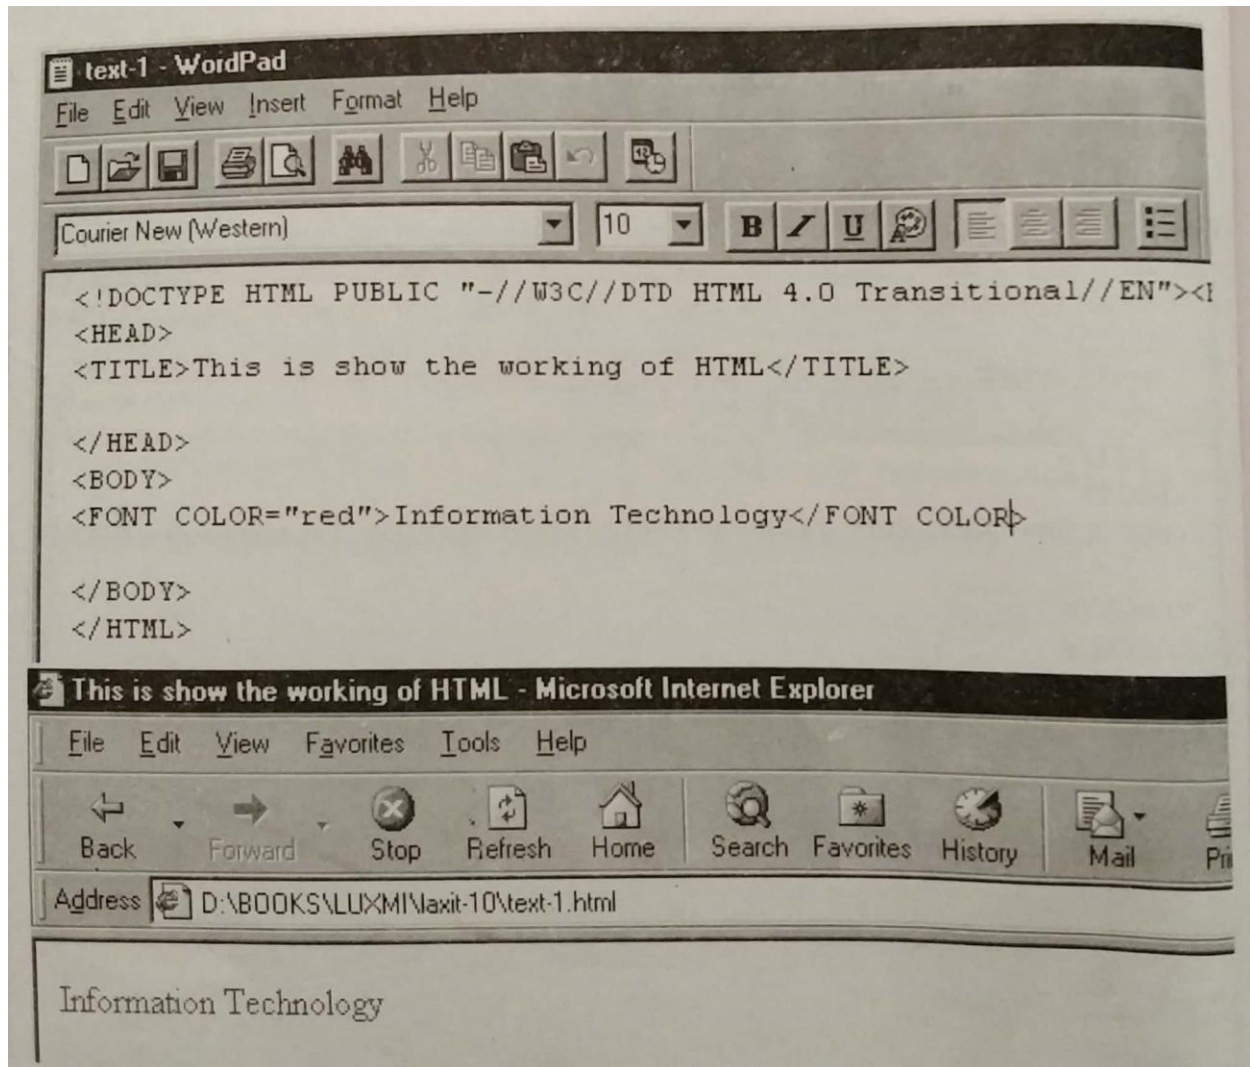 text-1 - WordPad
File Edit View Insert Format Help
Courier New (Western) 10 B I U
<!DOCTYPE HTML PUBLIC "-//W3C//DTD HTML 4.0 Transitional//EN"><
<HEAD>
<TITLE>This is show the working of HTML</TITLE>
</HEAD>
<BODY>
<FONT COLOR="red">Information Technology</FONT COLOR>
</BODY>
</HTML>
This is show the working of HTML - Microsoft Internet Explorer
File Edit View Favorites Tools Help
Back Forward Stop Refresh Home Search Favorites History Mail Pri
Address D:\BOOKS\LUXMI\laxit-10\text-1.html
Information Technology